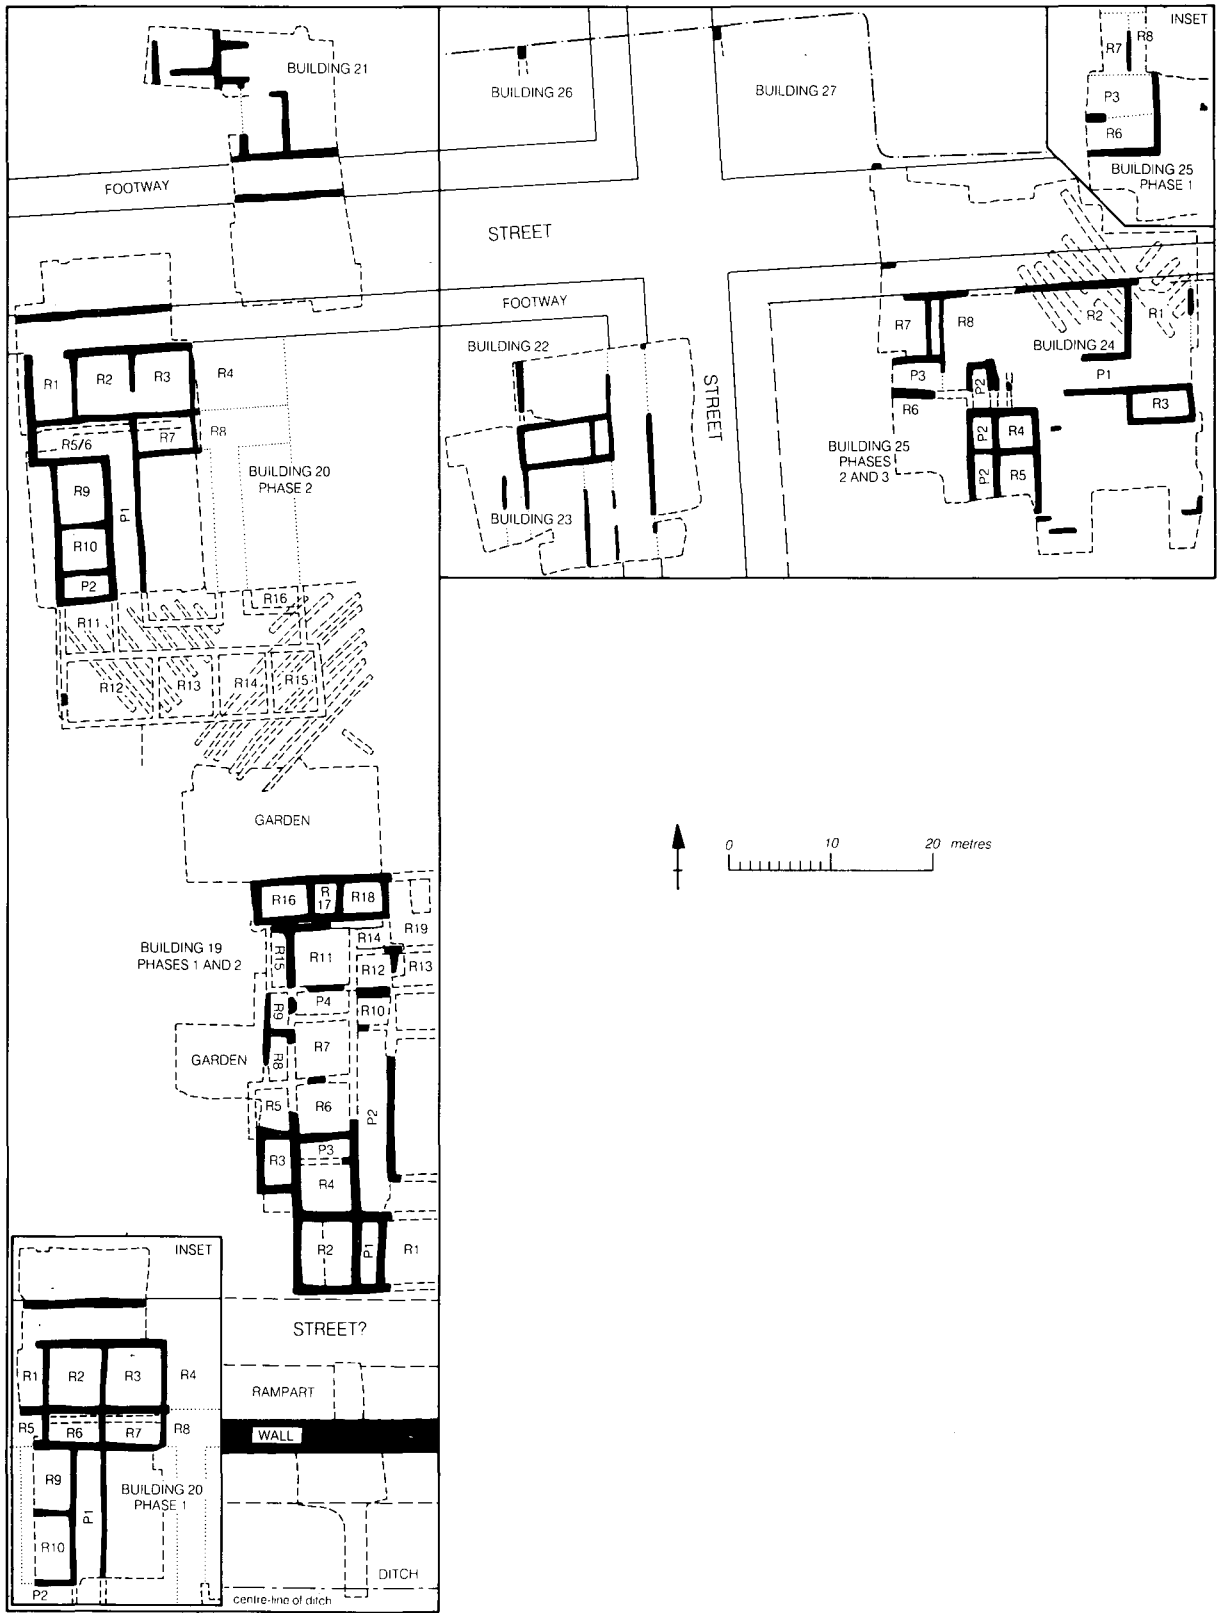 INSET
R8
R7
P3
R6
BUILDING 25
PHASE 1
BUILDING 21
BUILDING 26
BUILDING 27
FOOTWAY
STREET
FOOTWAY
BUILDING 22
STREET
R7
R8
R2
R1
BUILDING 24
P3
P2
P1
R6
R3
P2
R4
P2
R5
BUILDING 25
PHASES
2 AND 3
BUILDING 23
R1
R2
R3
R4
R5/6
R7
R8
BUILDING 20
PHASE 2
R9
P1
R10
P2
R16
R11
R12
R13
R14
R15
GARDEN
0 10 20 metres
R16
R
17
R18
BUILDING 19
PHASES 1 AND 2
R14
R19
R15
R11
R12
R13
P4
R9
R10
GARDEN
R7
R8
R5
R6
P2
R3
P3
R4
R2
P1
R1
INSET
STREET?
R1
R2
R3
R4
RAMPART
R5
R6
R7
R8
WALL
R9
BUILDING 20
PHASE 1
P1
R10
P2
DITCH
centre-line of ditch